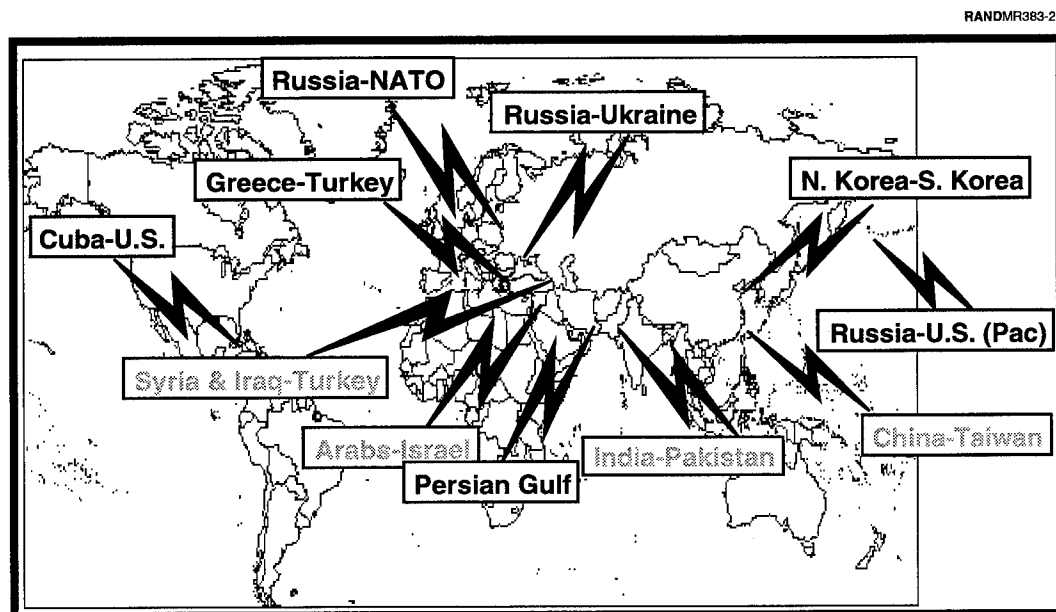 RANDMR383-2
Russia-NATO
Russia-Ukraine
Greece-Turkey
N. Korea-S. Korea
Cuba-U.S.
Russia-U.S. (Pac)
Syria & Iraq-Turkey
Arabs-Israel
India-Pakistan
China-Taiwan
Persian Gulf